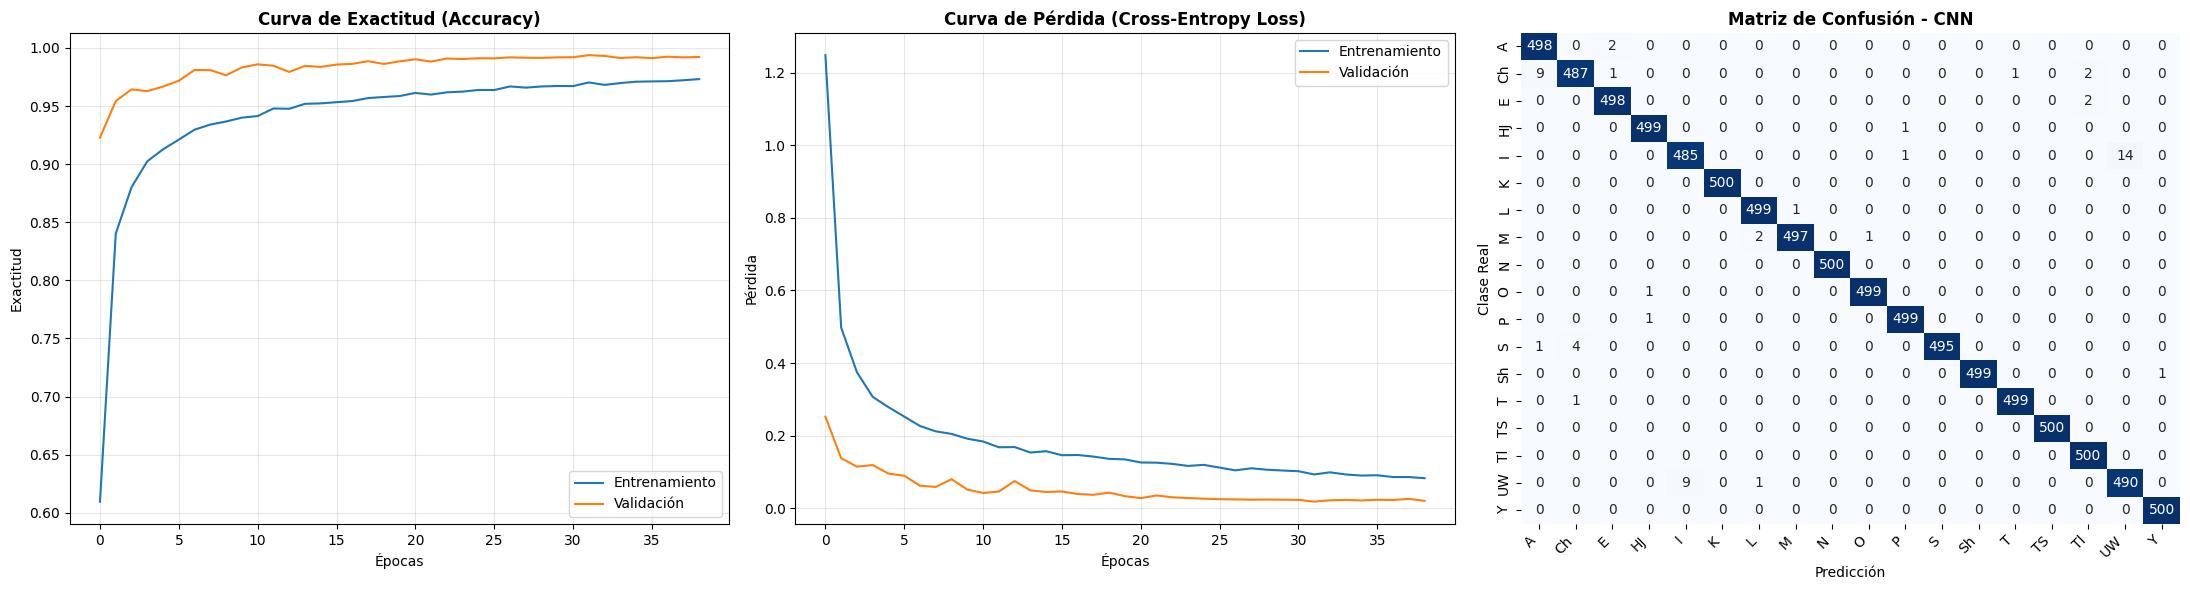 Curva de Exactitud (Accuracy)
1.00
0.95
0.90
0.85
0.80
0.75
0.70
0.65
0.60
Exactitud
Entrenamiento
Validación
0 5 10 15 20 25 30 35
Épocas
Curva de Pérdida (Cross-Entropy Loss)
1.2
1.0
0.8
0.6
0.4
0.2
0.0
Pérdida
Entrenamiento
Validación
0 5 10 15 20 25 30 35
Épocas
Matriz de Confusión - CNN
Clase Real
A 498 0 2 0 0 0 0 0 0 0 0 0 0 0 0 0 0 0
Ch 9 487 1 0 0 0 0 0 0 0 0 0 0 1 0 2 0 0
E 0 0 498 0 0 0 0 0 0 0 0 0 0 0 0 2 0 0
HJ 0 0 0 499 0 0 0 0 0 0 1 0 0 0 0 0 0 0
I 0 0 0 0 485 0 0 0 0 0 1 0 0 0 0 0 14 0
K 0 0 0 0 0 500 0 0 0 0 0 0 0 0 0 0 0 0
L 0 0 0 0 0 0 499 1 0 0 0 0 0 0 0 0 0 0
M 0 0 0 0 0 0 2 497 0 1 0 0 0 0 0 0 0 0
N 0 0 0 0 0 0 0 0 500 0 0 0 0 0 0 0 0 0
O 0 0 0 1 0 0 0 0 0 499 0 0 0 0 0 0 0 0
P 0 0 0 1 0 0 0 0 0 0 499 0 0 0 0 0 0 0
S 1 4 0 0 0 0 0 0 0 0 0 495 0 0 0 0 0 0
Sh 0 0 0 0 0 0 0 0 0 0 0 0 499 0 0 0 0 1
T 0 1 0 0 0 0 0 0 0 0 0 0 0 499 0 0 0 0
TS 0 0 0 0 0 0 0 0 0 0 0 0 0 0 500 0 0 0
Tl 0 0 0 0 0 0 0 0 0 0 0 0 0 0 0 500 0 0
UW 0 0 0 0 9 0 1 0 0 0 0 0 0 0 0 0 490 0
Y 0 0 0 0 0 0 0 0 0 0 0 0 0 0 0 0 0 500
A Ch E HJ I K L M N O P S Sh T TS Tl UW Y
Predicción